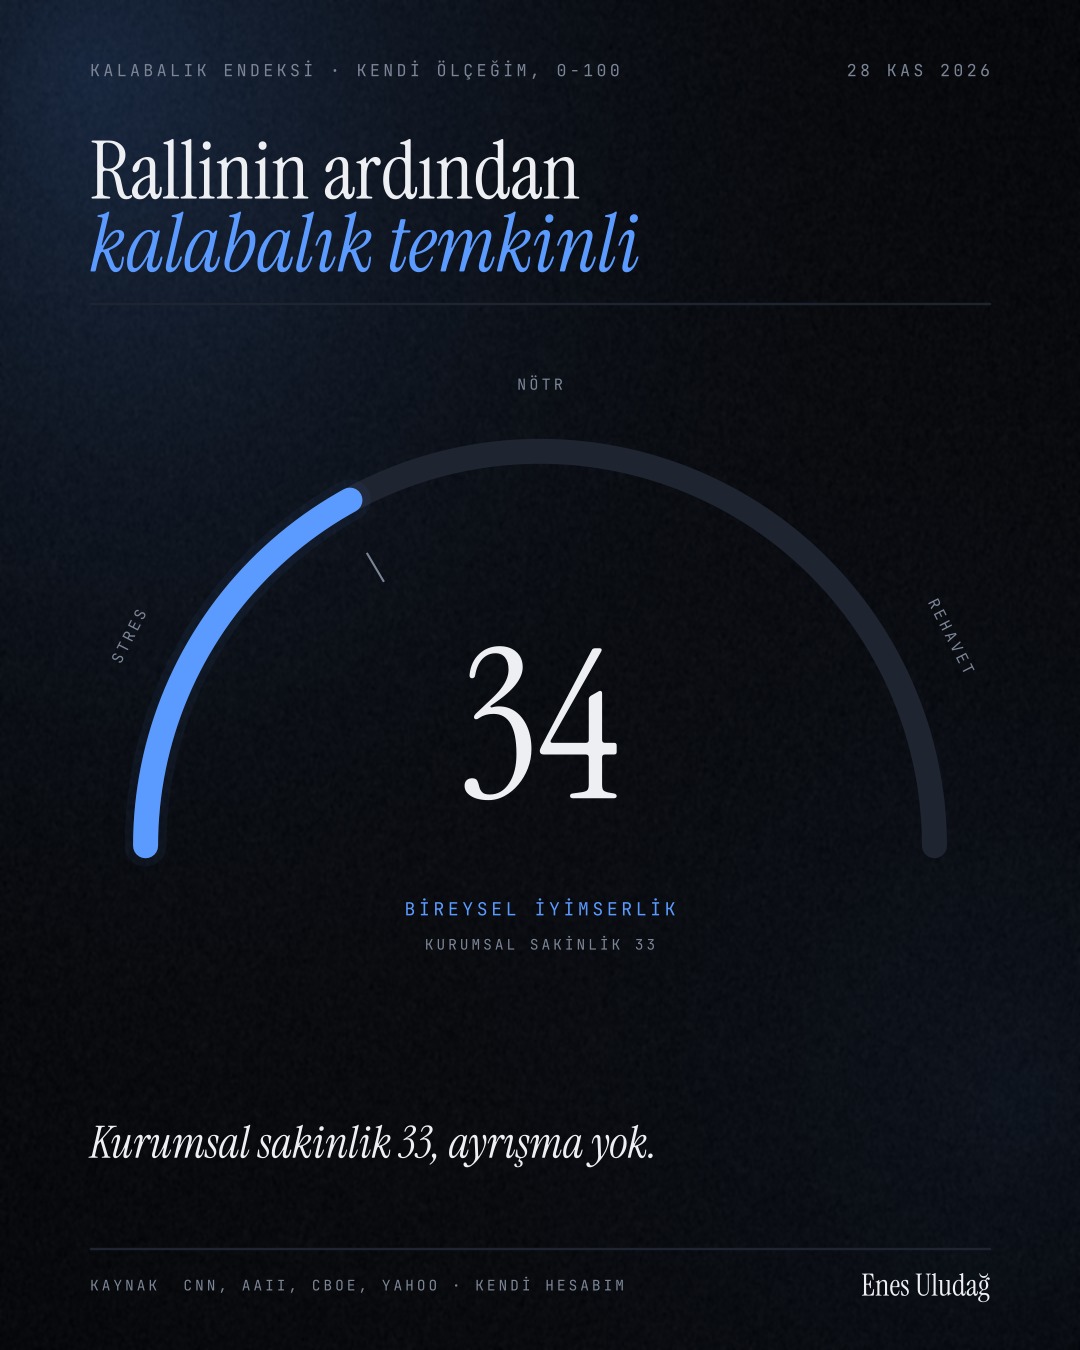 KALABALIK ENDEKSİ · KENDİ ÖLÇEĞİM, 0-100
28 KAS 2026
Rallinin ardından
kalabalık temkinli
NÖTR
STRES
REHAVET
34
BİREYSEL İYİMSERLİK
KURUMSAL SAKİNLİK 33
Kurumsal sakinlik 33, ayrışma yok.
KAYNAK  CNN, AAII, CBOE, YAHOO · KENDİ HESABIM
Enes Uludağ